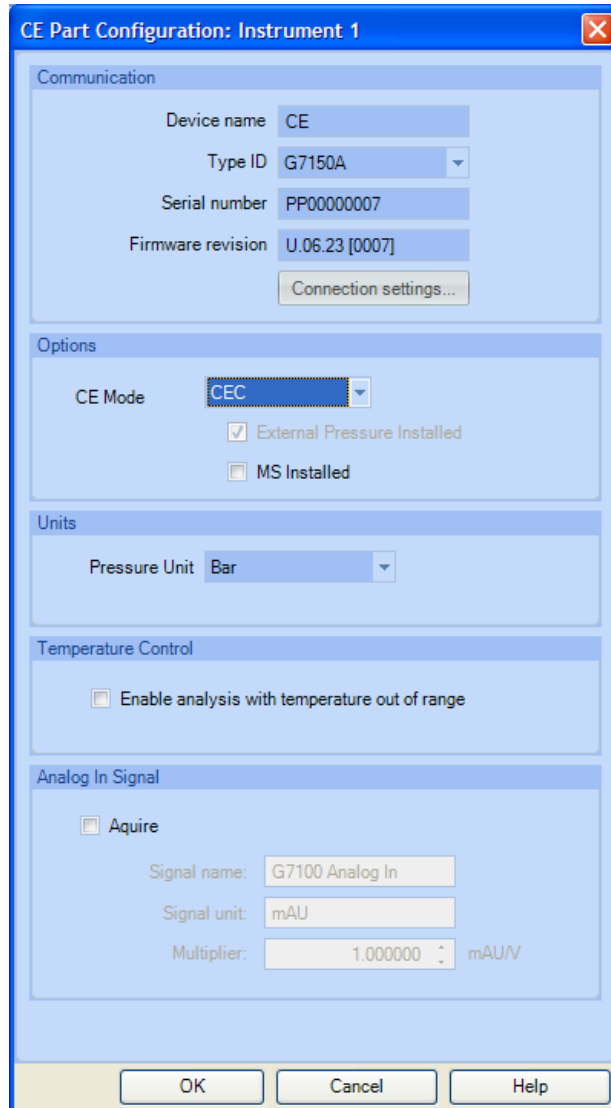 CE Part Configuration: Instrument 1
Communication
Device name CE
Type ID G7150A
Serial number PP00000007
Firmware revision U.06.23 [0007]
Connection settings...
Options
CE Mode CEC
External Pressure Installed
MS Installed
Units
Pressure Unit Bar
Temperature Control
Enable analysis with temperature out of range
Analog In Signal
Aquire
Signal name: G7100 Analog In
Signal unit: mAU
Multiplier: 1.000000 mAU/V
OK Cancel Help